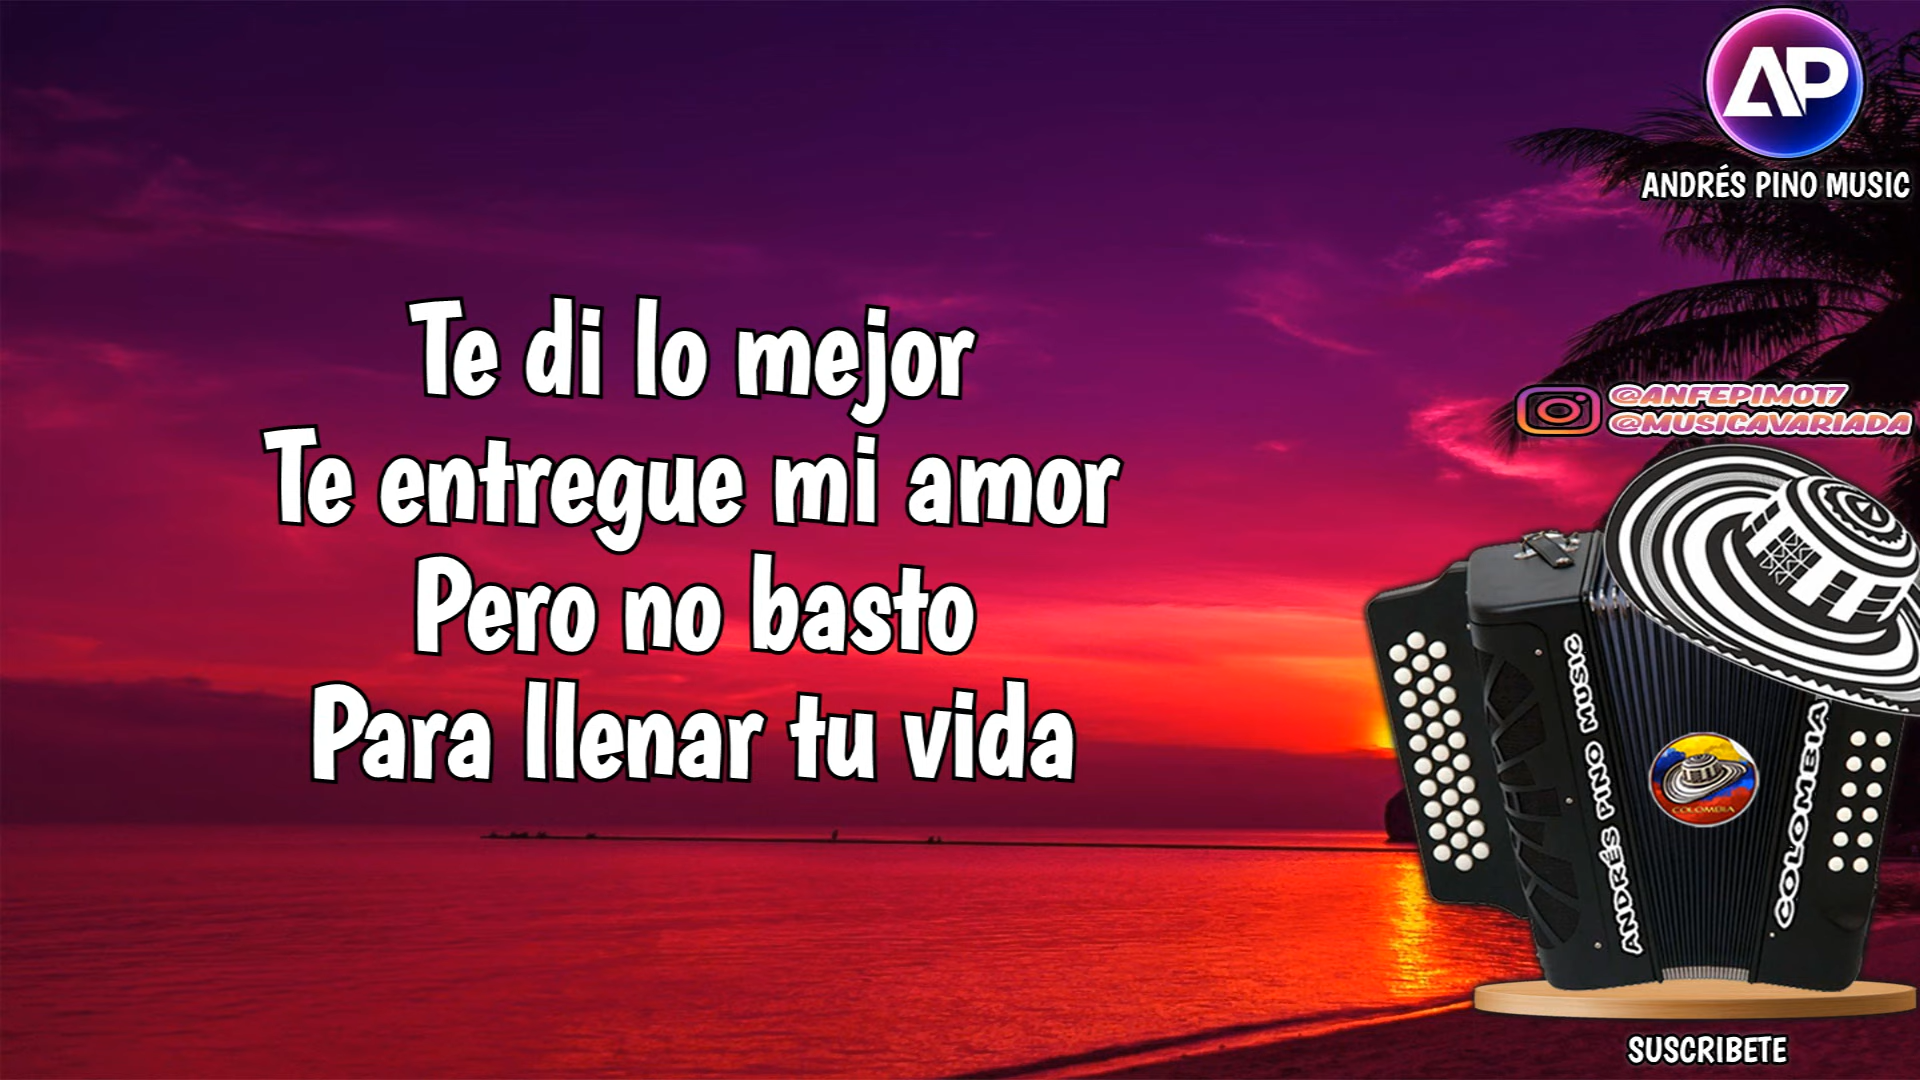 AP
ANDRÉS PINO MUSIC
Te di lo mejor
Te entregue mi amor
Pero no basto
Para llenar tu vida
@ANFEPIMO17
@MUSICAVARIADA
ANDRÉS PINO MUSIC
COLOMBIA
COLOMBIA
SUSCRIBETE